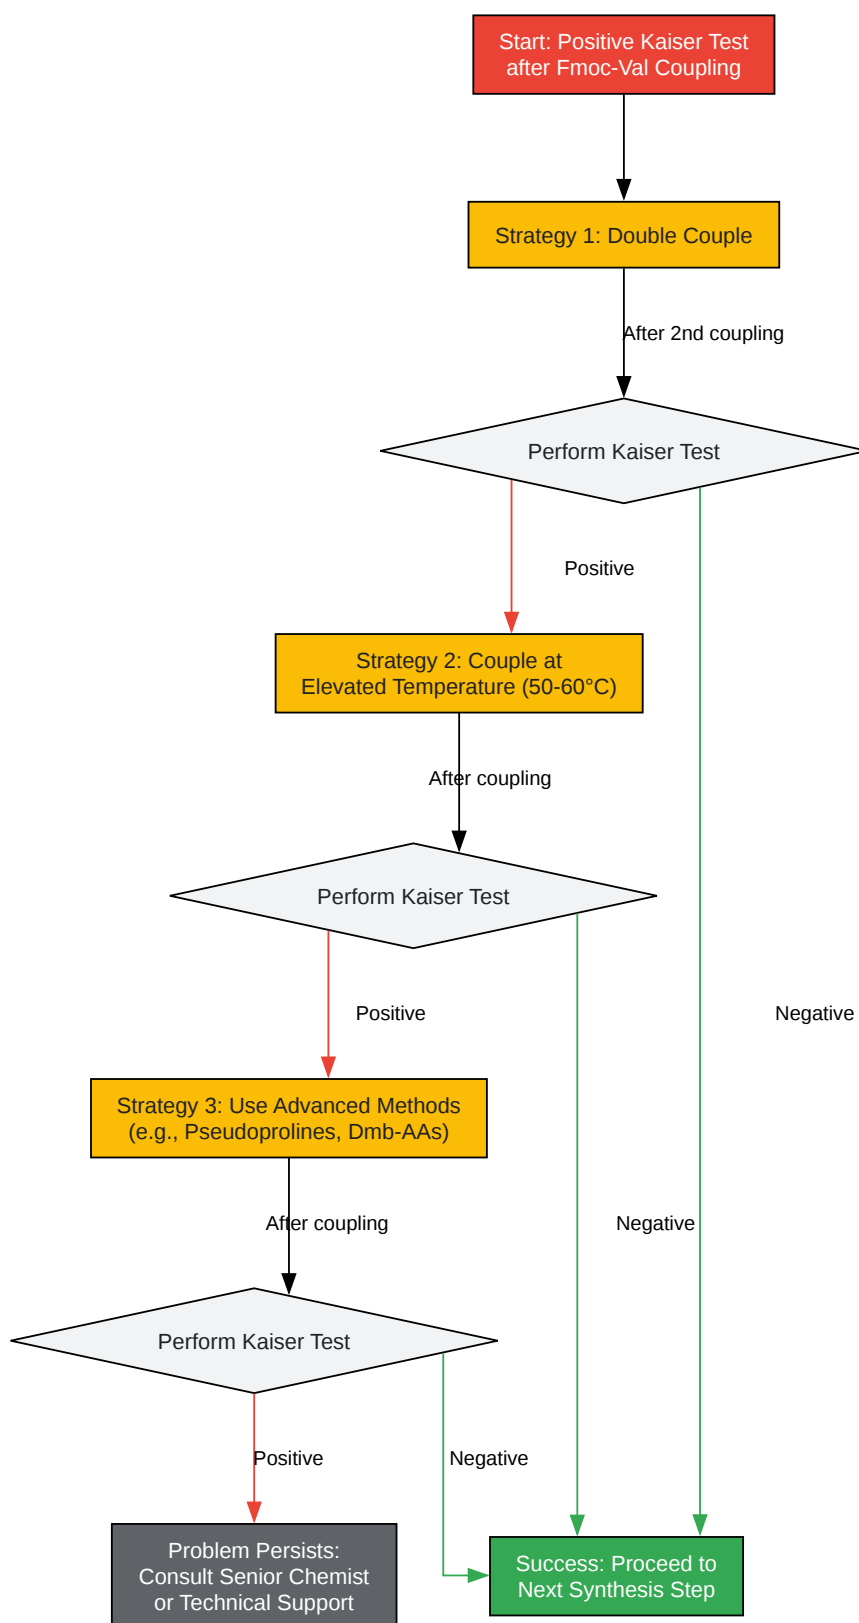 Start: Positive Kaiser Test
after Fmoc-Val Coupling
Strategy 1: Double Couple
After 2nd coupling
Perform Kaiser Test
Positive
Strategy 2: Couple at
Elevated Temperature (50-60°C)
After coupling
Perform Kaiser Test
Positive
Negative
Strategy 3: Use Advanced Methods
(e.g., Pseudoprolines, Dmb-AAs)
After coupling
Negative
Perform Kaiser Test
Positive
Negative
Problem Persists:
Consult Senior Chemist
or Technical Support
Success: Proceed to
Next Synthesis Step